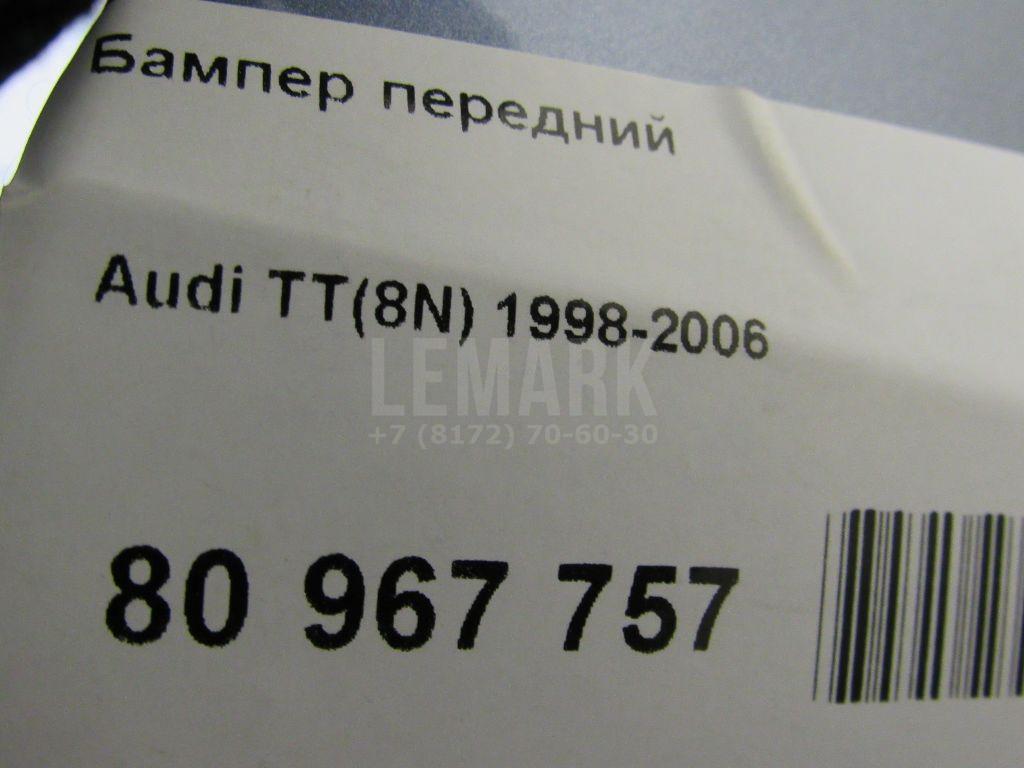 Бампер передний
Audi TT(8N) 1998-2006
LEMARK
+7 (8172) 70-60-30
80 967 757